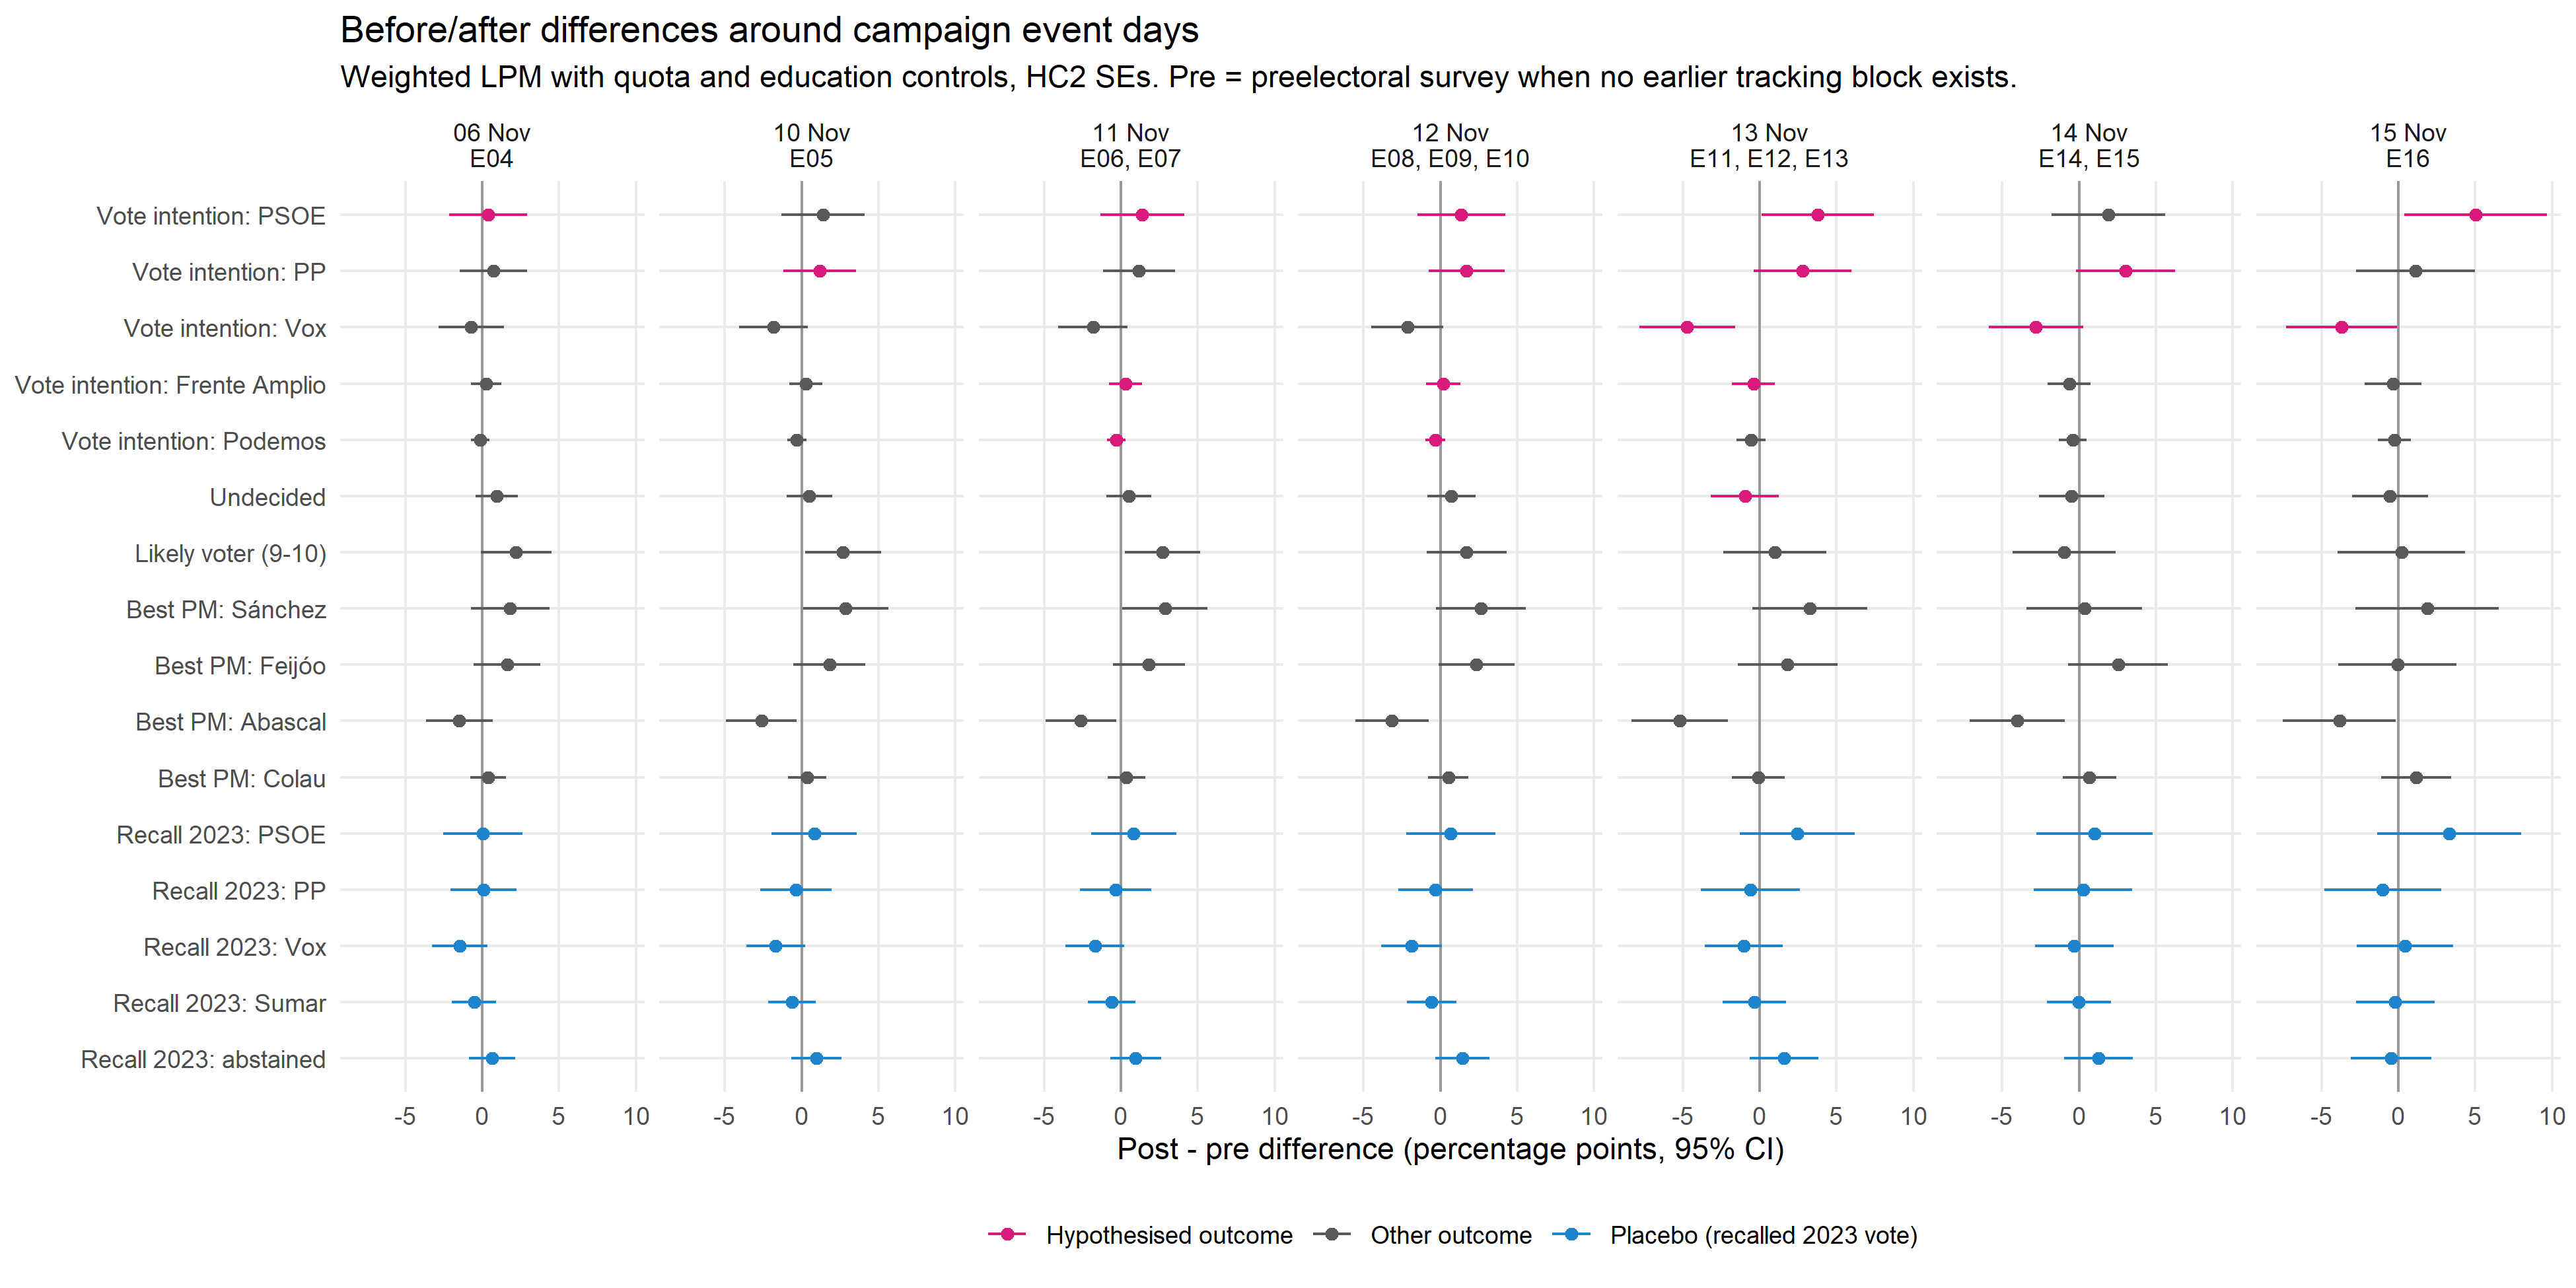 Before/after differences around campaign event days
Weighted LPM with quota and education controls, HC2 SEs. Pre = preelectoral survey when no earlier tracking block exists.
06 Nov
E04
10 Nov
E05
11 Nov
E06, E07
12 Nov
E08, E09, E10
13 Nov
E11, E12, E13
14 Nov
E14, E15
15 Nov
E16
Vote intention: PSOE
Vote intention: PP
Vote intention: Vox
Vote intention: Frente Amplio
Vote intention: Podemos
Undecided
Likely voter (9-10)
Best PM: Sánchez
Best PM: Feijóo
Best PM: Abascal
Best PM: Colau
Recall 2023: PSOE
Recall 2023: PP
Recall 2023: Vox
Recall 2023: Sumar
Recall 2023: abstained
-5 0 5 10 -5 0 5 10 -5 0 5 10 -5 0 5 10 -5 0 5 10 -5 0 5 10 -5 0 5 10
Post - pre difference (percentage points, 95% CI)
Hypothesised outcome Other outcome Placebo (recalled 2023 vote)